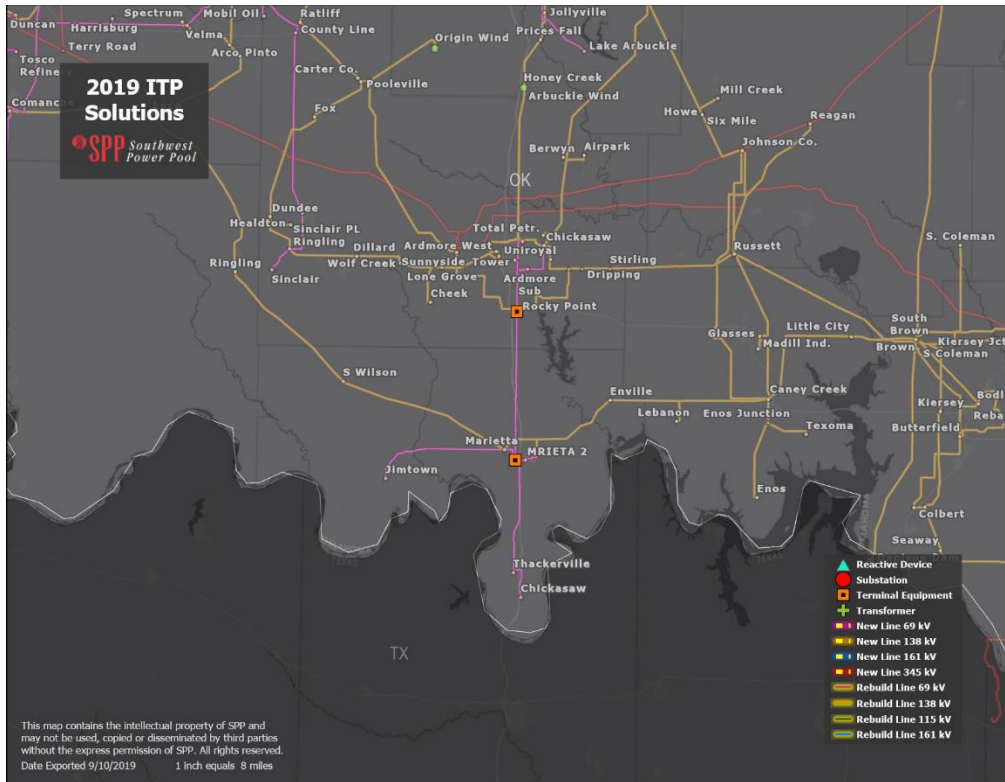 Spectrum
Mobil Oil
Ratliff
Jollyville
Duncan
Harrisburg
Velma
County Line
Prices Fall
Terry Road
Arco, Pinto
Origin Wind
Lake Arbuckle
Tosco
Refinery
Carter Co.
Pooleville
Honey Creek
Arbuckle Wind
Mill Creek
Comanche
Fox
Howe
Six Mile
Reagan
2019 ITP
Solutions
SPP Southwest
Power Pool
Berwyn
Airpark
Johnson Co.
OK
Dundee
Healdton
Sinclair PL
Ringling
Total Petr.
Chickasaw
Ringling
Dillard
Ardmore West
Uniroyal
Russett
S. Coleman
Sinclair
Wolf Creek
Sunnyside
Tower
Stirling
Lone Grove
Ardmore
Sub
Dripping
Cheek
Rocky Point
Glasses
Little City
South
Brown
Madill Ind.
Brown
Kiersey Jct
S Coleman
S Wilson
Enville
Caney Creek
Lebanon
Enos Junction
Kiersey
Bodl
Reba
Texoma
Butterfield
Marietta
MRIETA 2
Jimtown
Enos
Colbert
Seaway
OKLAHOMA
TEXAS
TEXAS
Thackerville
Chickasaw
TX
Reactive Device
Substation
Terminal Equipment
Transformer
New Line 69 kV
New Line 138 kV
New Line 161 kV
New Line 345 kV
Rebuild Line 69 kV
Rebuild Line 138 kV
Rebuild Line 115 kV
Rebuild Line 161 kV
This map contains the intellectual property of SPP and
may not be used, copied or disseminated by third parties
without the express permission of SPP. All rights reserved.
Date Exported 9/10/2019 1 inch equals 8 miles